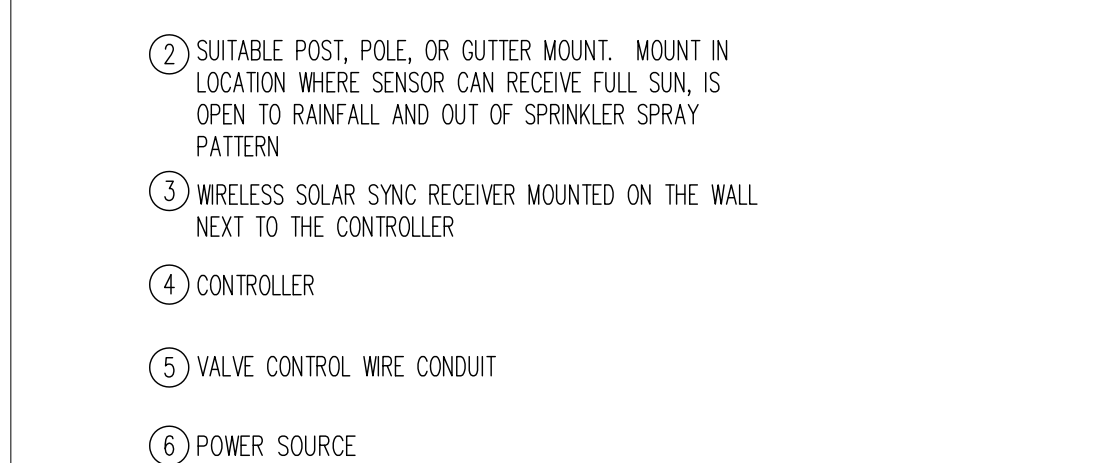 2 SUITABLE POST, POLE, OR GUTTER MOUNT. MOUNT IN
LOCATION WHERE SENSOR CAN RECEIVE FULL SUN, IS
OPEN TO RAINFALL AND OUT OF SPRINKLER SPRAY
PATTERN
3 WIRELESS SOLAR SYNC RECEIVER MOUNTED ON THE WALL
NEXT TO THE CONTROLLER
4 CONTROLLER
5 VALVE CONTROL WIRE CONDUIT
6 POWER SOURCE